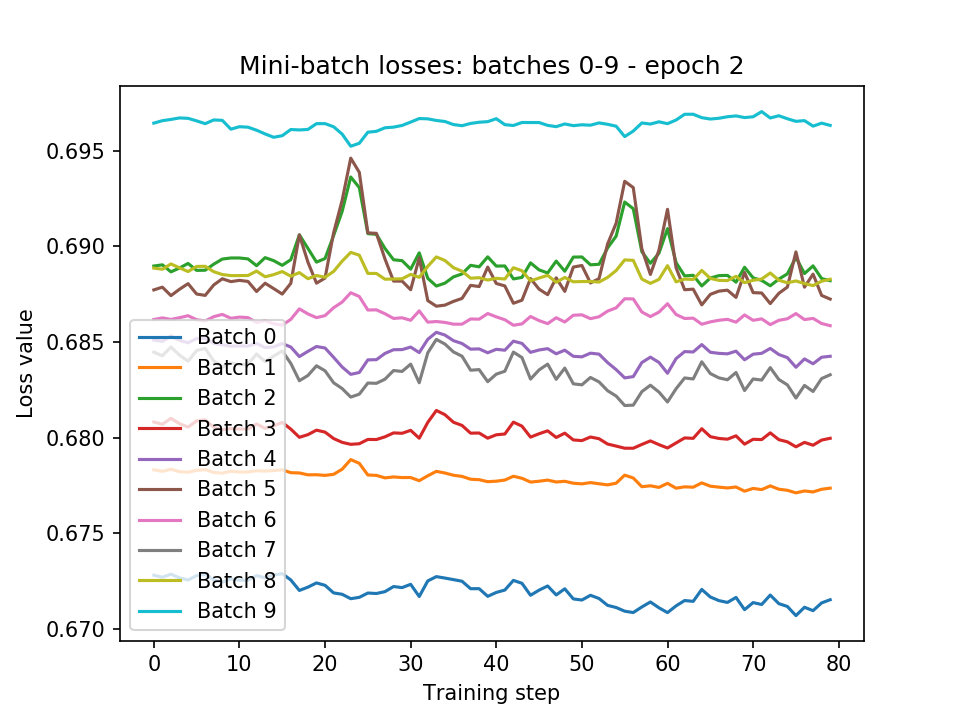 Mini-batch losses: batches 0-9 - epoch 2
Loss value
0.695
0.690
0.685
0.680
0.675
0.670
Batch 0
Batch 1
Batch 2
Batch 3
Batch 4
Batch 5
Batch 6
Batch 7
Batch 8
Batch 9
0 10 20 30 40 50 60 70 80
Training step